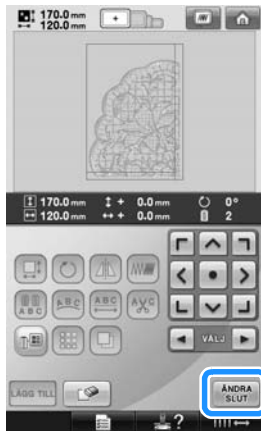 170.0 mm
120.0 mm
170.0 mm + 0.0 mm 0°
120.0 mm + 0.0 mm 2
A B C A B C A B C A Y C
VÄLJ
LÄGG TILL
ÄNDRA
SLUT
?